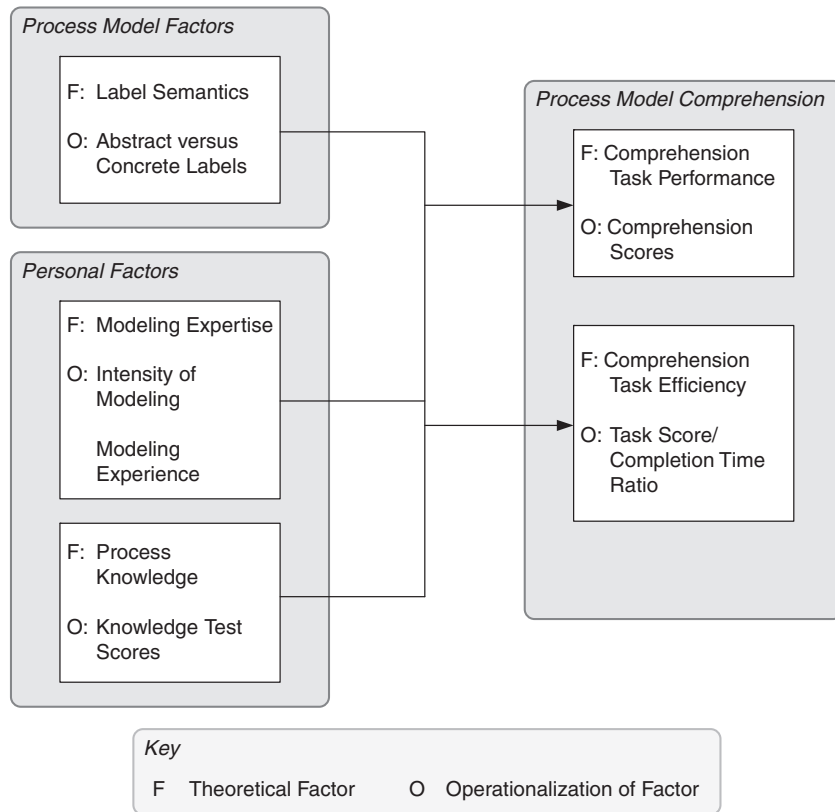 Process Model Factors
F: Label Semantics
O: Abstract versus
Concrete Labels
Personal Factors
F: Modeling Expertise
O: Intensity of
Modeling
Modeling
Experience
F: Process
Knowledge
O: Knowledge Test
Scores
Process Model Comprehension
F: Comprehension
Task Performance
O: Comprehension
Scores
F: Comprehension
Task Efficiency
O: Task Score/
Completion Time
Ratio
Key
F Theoretical Factor O Operationalization of Factor